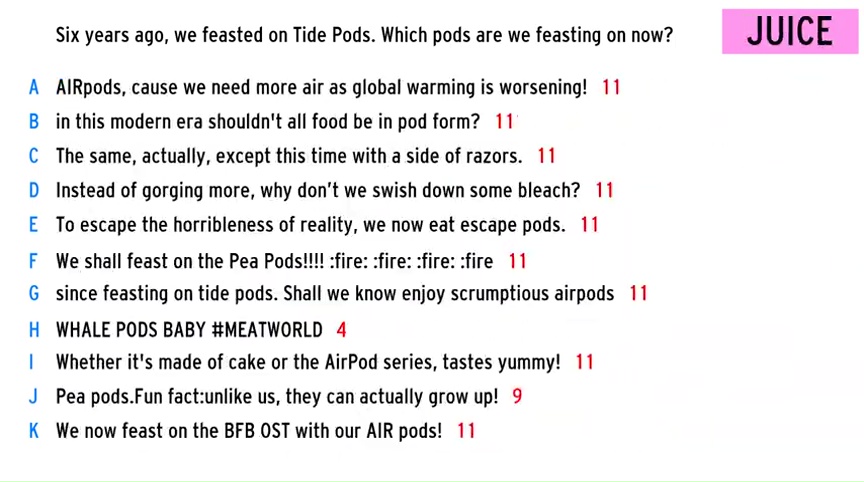 Six years ago, we feasted on Tide Pods. Which pods are we feasting on now?
JUICE
A AIRpods, cause we need more air as global warming is worsening! 11
B in this modern era shouldn't all food be in pod form? 11
C The same, actually, except this time with a side of razors. 11
D Instead of gorging more, why don't we swish down some bleach? 11
E To escape the horribleness of reality, we now eat escape pods. 11
F We shall feast on the Pea Pods!!!! :fire: :fire: :fire: :fire 11
G since feasting on tide pods. Shall we know enjoy scrumptious airpods 11
H WHALE PODS BABY #MEATWORLD 4
I Whether it's made of cake or the AirPod series, tastes yummy! 11
J Pea pods.Fun fact:unlike us, they can actually grow up! 9
K We now feast on the BFB OST with our AIR pods! 11